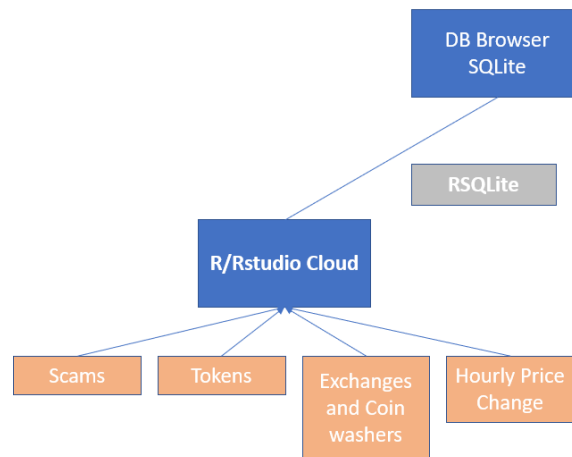 DB Browser
SQLite
RSQLite
R/Rstudio Cloud
Scams
Tokens
Exchanges
and Coin
washers
Hourly Price
Change